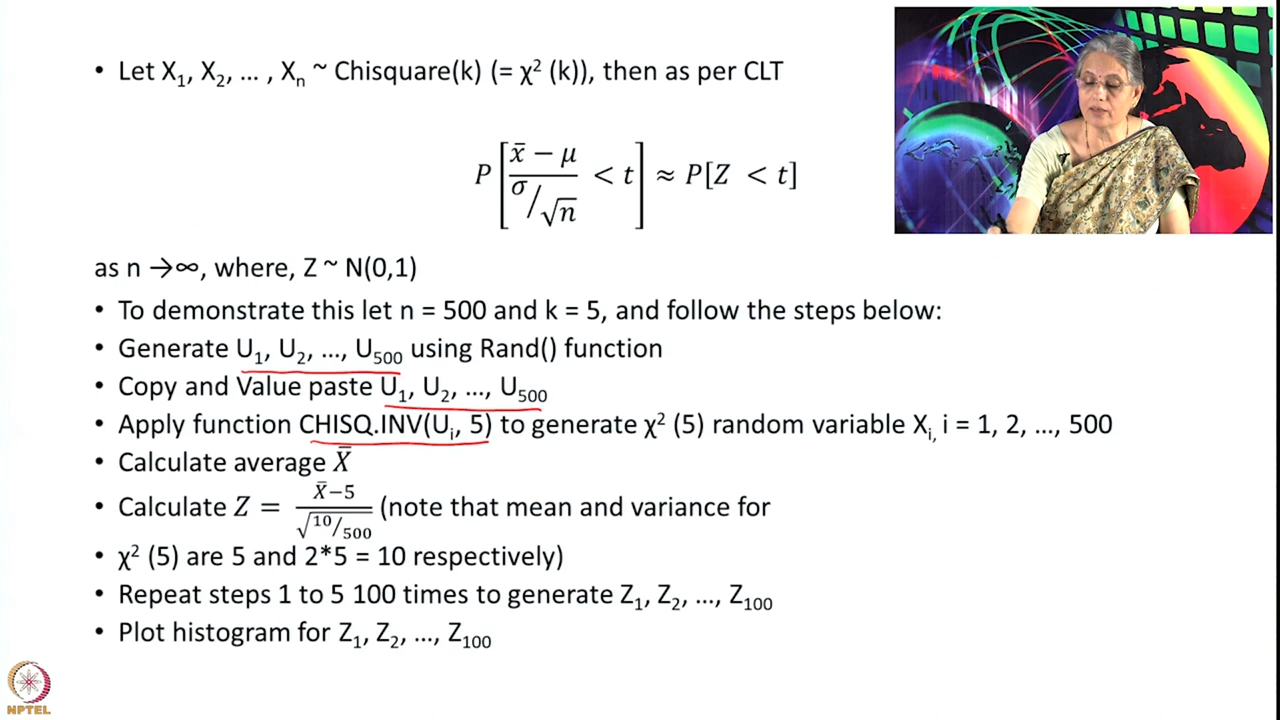 • Let X₁, X₂, ... , Xₙ ~ Chisquare(k) (= χ² (k)), then as per CLT
P[(x̄ − μ)/(σ/√n) < t] ≈ P[Z < t]
as n →∞, where, Z ~ N(0,1)
• To demonstrate this let n = 500 and k = 5, and follow the steps below:
• Generate U₁, U₂, ..., U₅₀₀ using Rand() function
• Copy and Value paste U₁, U₂, ..., U₅₀₀
• Apply function CHISQ.INV(Uᵢ, 5) to generate χ² (5) random variable Xᵢ, i = 1, 2, ..., 500
• Calculate average X̄
• Calculate Z = (X̄−5)/√(10/500) (note that mean and variance for
• χ² (5) are 5 and 2*5 = 10 respectively)
• Repeat steps 1 to 5 100 times to generate Z₁, Z₂, ..., Z₁₀₀
• Plot histogram for Z₁, Z₂, ..., Z₁₀₀
NPTEL